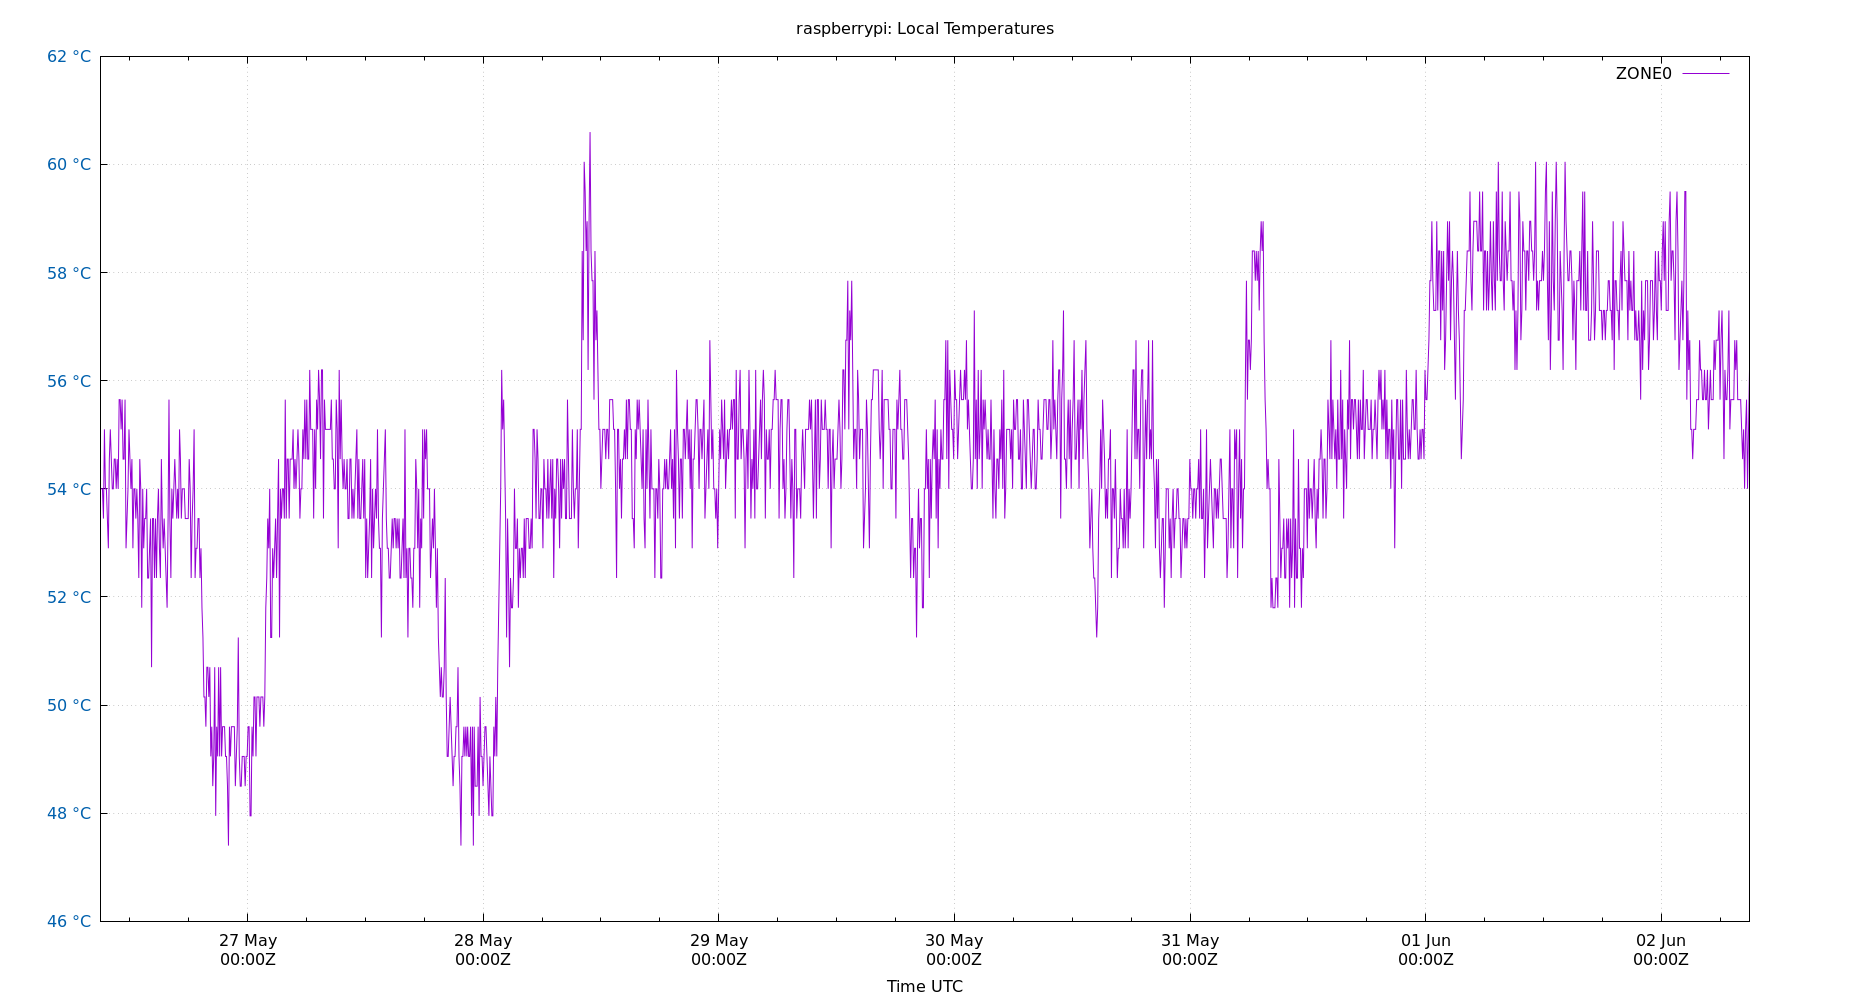 raspberrypi: Local Temperatures
62 °C
ZONE0
60 °C
58 °C
56 °C
54 °C
52 °C
50 °C
48 °C
46 °C
27 May 28 May 29 May 30 May 31 May 01 Jun 02 Jun
00:00Z 00:00Z 00:00Z 00:00Z 00:00Z 00:00Z 00:00Z
Time UTC